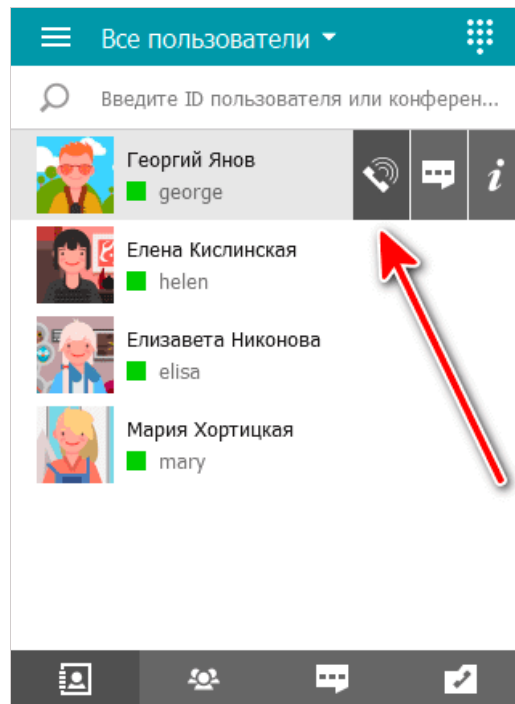 Все пользователи
Введите ID пользователя или конферен...
Георгий Янов
george
Елена Кислинская
helen
Елизавета Никонова
elisa
Мария Хортицкая
mary